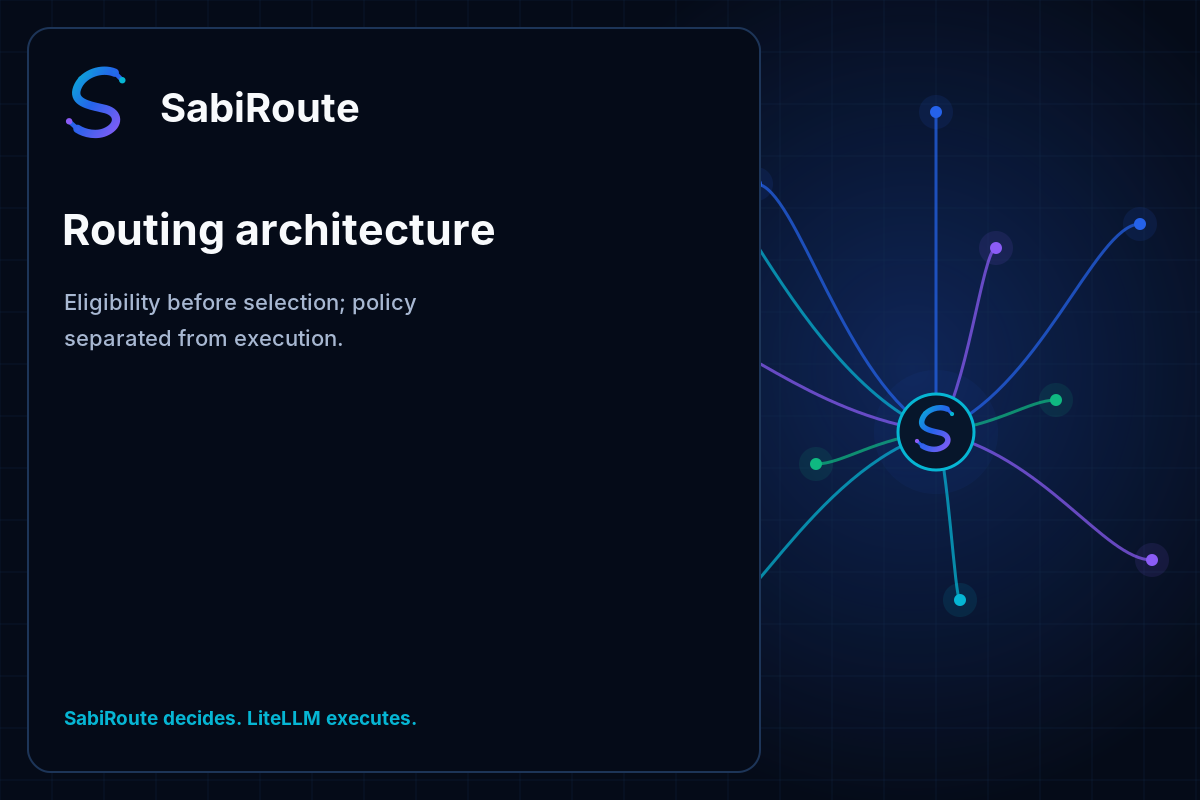 SabiRoute
Routing architecture
Eligibility before selection; policy
separated from execution.
SabiRoute decides. LiteLLM executes.